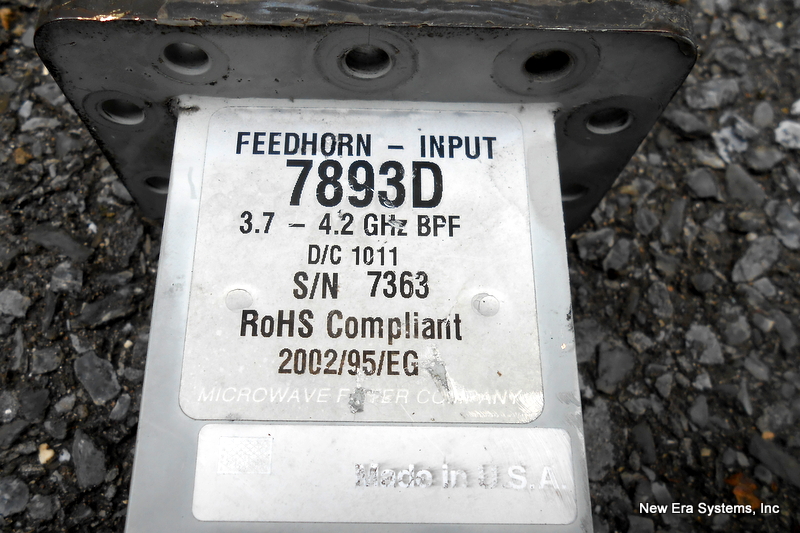 FEEDHORN – INPUT
7893D
3.7 – 4.2 GHz BPF
D/C 1011
S/N 7363
RoHS Compliant
2002/95/EG
MICROWAVE FILTER COMPANY
Made in U.S.A.
New Era Systems, Inc